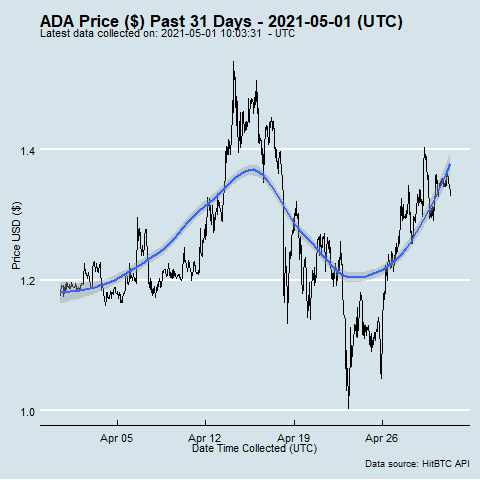 ADA Price ($) Past 31 Days - 2021-05-01 (UTC)
Latest data collected on: 2021-05-01 10:03:31 - UTC
Price USD ($)
1.4
1.2
1.0
Apr 05 Apr 12 Apr 19 Apr 26
Date Time Collected (UTC)
Data source: HitBTC API